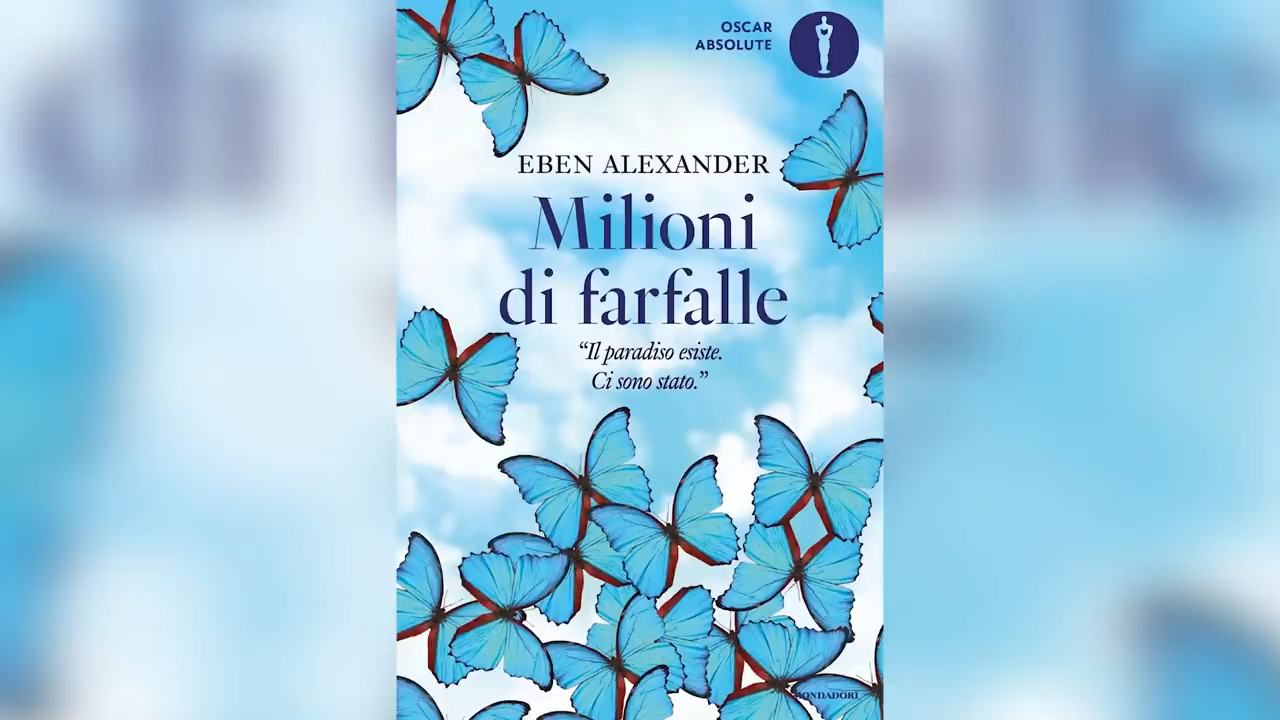 OSCAR
ABSOLUTE
EBEN ALEXANDER
Milioni
di farfalle
“Il paradiso esiste.
Ci sono stato.”
MONDADORI